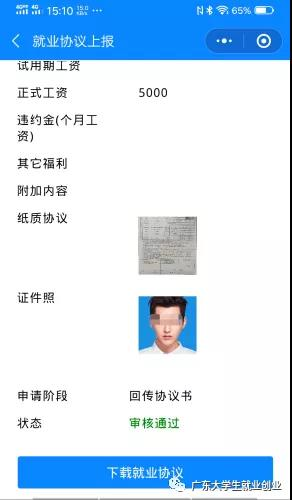 15:10 15.0 K/s ··· 65%
就业协议上报
试用期工资
正式工资 5000
违约金(个月工
资)
其它福利
附加内容
纸质协议
证件照
申请阶段 回传协议书
状态 审核通过
广东大学生就业创业
下载就业协议